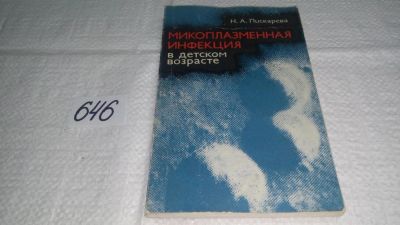 Н. А. Пискарева
МИКОПЛАЗМЕННАЯ
ИНФЕКЦИЯ
В ДЕТСКОМ
ВОЗРАСТЕ
646